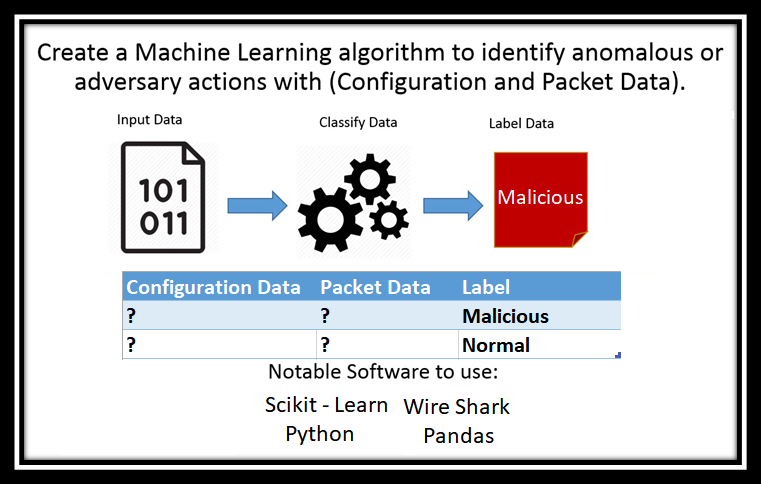 Create a Machine Learning algorithm to identify anomalous or
adversary actions with (Configuration and Packet Data).
Input Data
Classify Data
Label Data
101
011
Malicious
Configuration Data Packet Data Label
? ? Malicious
? ? Normal
Notable Software to use:
Scikit - Learn Wire Shark
Python Pandas